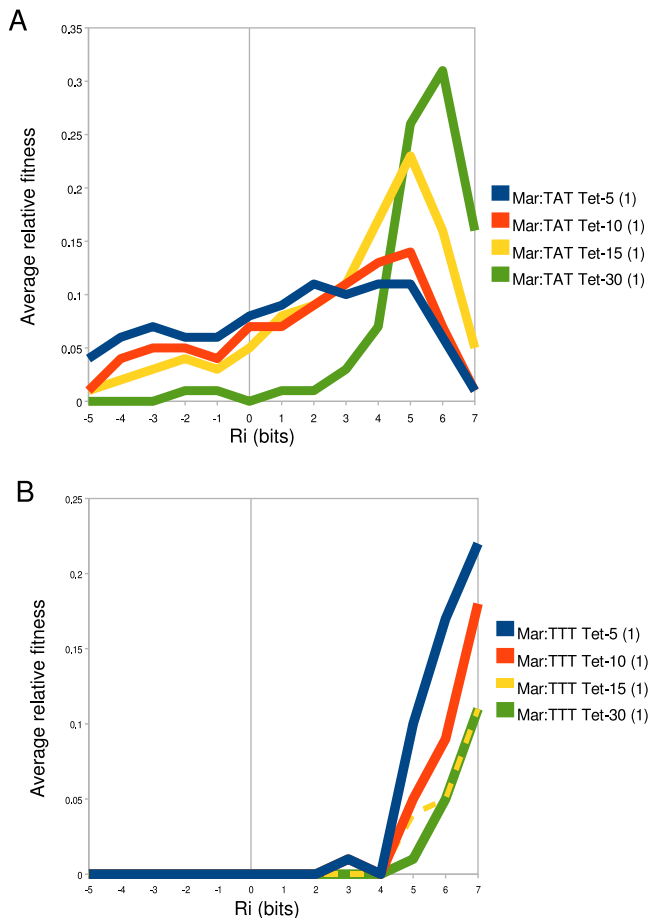 A
Average relative fitness
0.35
0.3
0.25
0.2
0.15
0.1
0.05
0
-5 -4 -3 -2 -1 0 1 2 3 4 5 6 7
Ri (bits)
Mar:TAT Tet-5 (1)
Mar:TAT Tet-10 (1)
Mar:TAT Tet-15 (1)
Mar:TAT Tet-30 (1)
B
Average relative fitness
0.25
0.2
0.15
0.1
0.05
0
-5 -4 -3 -2 -1 0 1 2 3 4 5 6 7
Ri (bits)
Mar:TTT Tet-5 (1)
Mar:TTT Tet-10 (1)
Mar:TTT Tet-15 (1)
Mar:TTT Tet-30 (1)